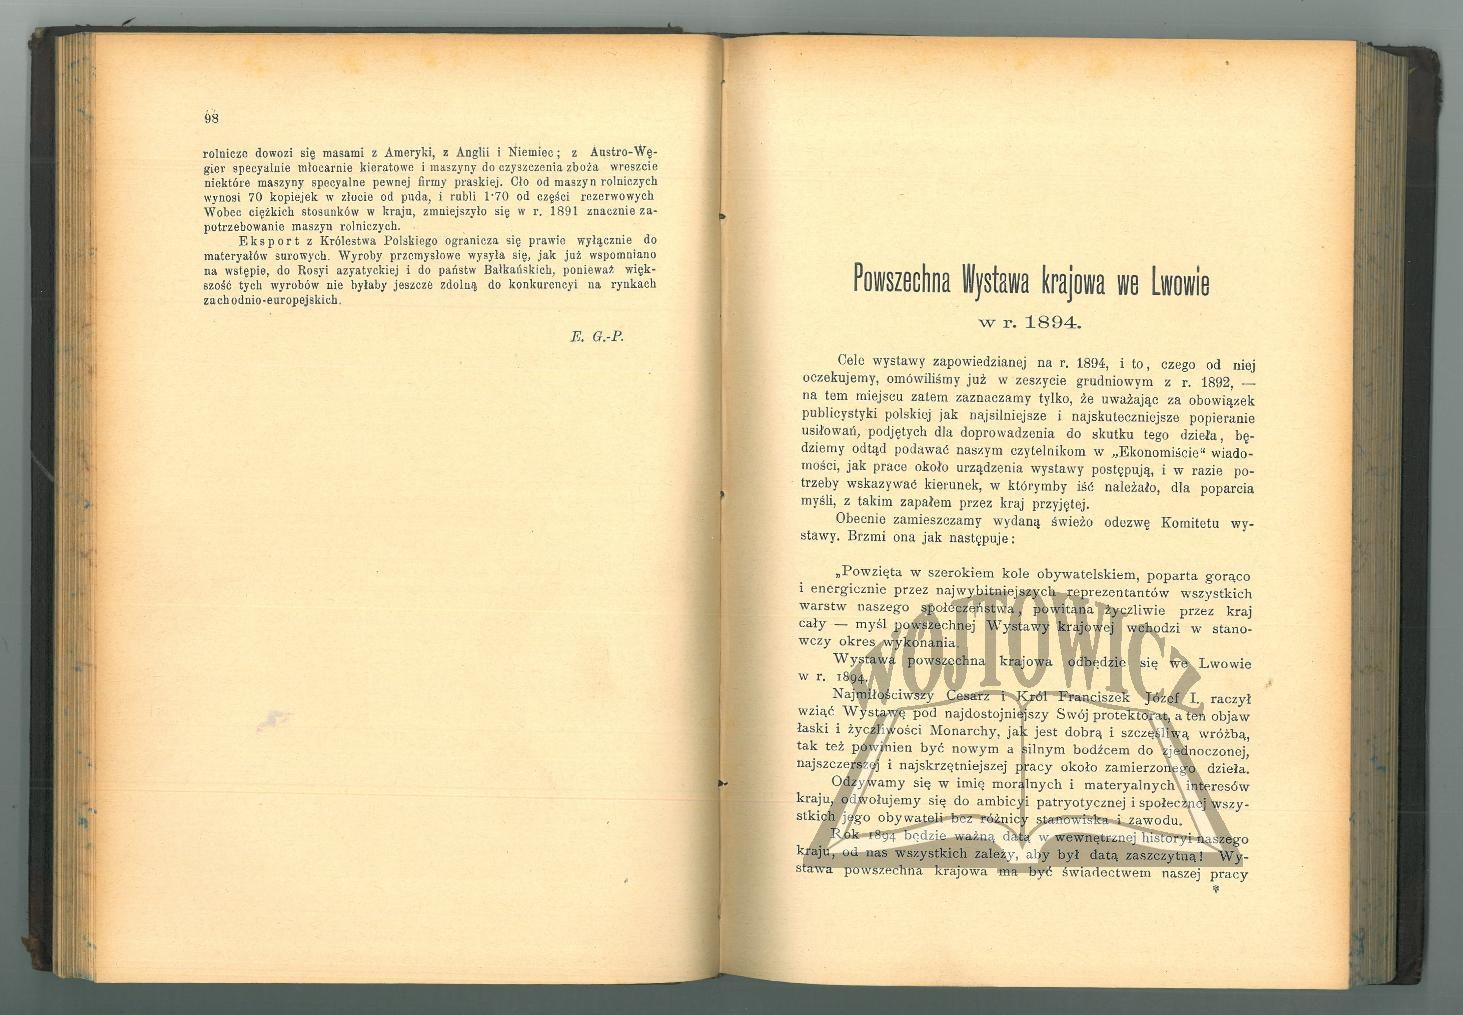 98
rolnicze dowozi się masami z Ameryki, z Anglii i Niemiec; z Austro-Wę-
gier specyalnie młocarnie kieratowe i maszyny do czyszczenia zboża wreszcie
niektóre maszyny specyalne pewnej firmy praskiej. Cło od maszyn rolniczych
wynosi 70 kopiejek w złocie od puda, i rubli 1·70 od części rezerwowych
Wobec ciężkich stosunków w kraju, zmniejszyło się w r. 1891 znacznie za-
potrzebowanie maszyn rolniczych.
Eksport z Królestwa Polskiego ogranicza się prawie wyłącznie do
materyałów surowych. Wyroby przemysłowe wysyła się, jak już wspomniano
na wstępie, do Rosyi azyatyckiej i do państw Bałkańskich, ponieważ więk-
szość tych wyrobów nie byłaby jeszcze zdolną do konkurencyi na rynkach
zachodnio-europejskich.
E. G.-P.
Powszechna Wystawa krajowa we Lwowie
w r. 1894.
Cele wystawy zapowiedzianej na r. 1894, i to, czego od niej
oczekujemy, omówiliśmy już w zeszycie grudniowym z r. 1892, —
na tem miejscu zatem zaznaczamy tylko, że uważając za obowiązek
publicystyki polskiej jak najsilniejsze i najskuteczniejsze popieranie
usiłowań, podjętych dla doprowadzenia do skutku tego dzieła, bę-
dziemy odtąd podawać naszym czytelnikom w „Ekonomiście“ wiado-
mości, jak prace około urządzenia wystawy postępują, i w razie po-
trzeby wskazywać kierunek, w którymby iść należało, dla poparcia
myśli, z takim zapałem przez kraj przyjętej.
Obecnie zamieszczamy wydaną świeżo odezwę Komitetu wy-
stawy. Brzmi ona jak następuje:
„Powzięta w szerokiem kole obywatelskiem, poparta gorąco
i energicznie przez najwybitniejszych reprezentantów wszystkich
warstw naszego społeczeństwa, powitana życzliwie przez kraj
cały — myśl powszechnej Wystawy krajowej wchodzi w stano-
wczy okres wykonania.
Wystawa powszechna krajowa odbędzie się we Lwowie
w r. 1894.
Najmiłościwszy Cesarz i Król Franciszek Józef I. raczył
wziąć Wystawę pod najdostojniejszy Swój protektorat, a ten objaw
łaski i życzliwości Monarchy, jak jest dobrą i szczęśliwą wróżbą,
tak też powinien być nowym a silnym bodźcem do zjednoczonej,
najszczerszej i najskrzętniejszej pracy około zamierzonego dzieła.
Odzywamy się w imię moralnych i materyalnych interesów
kraju, odwołujemy się do ambicyi patryotycznej i społecznej wszy-
stkich jego obywateli bez różnicy stanowiska i zawodu.
Rok 1894 będzie ważną datą w wewnętrznej historyi naszego
kraju, od nas wszystkich zależy, aby był datą zaszczytną! Wy-
stawa powszechna krajowa ma być świadectwem naszej pracy
*
WÓJTOWICZ